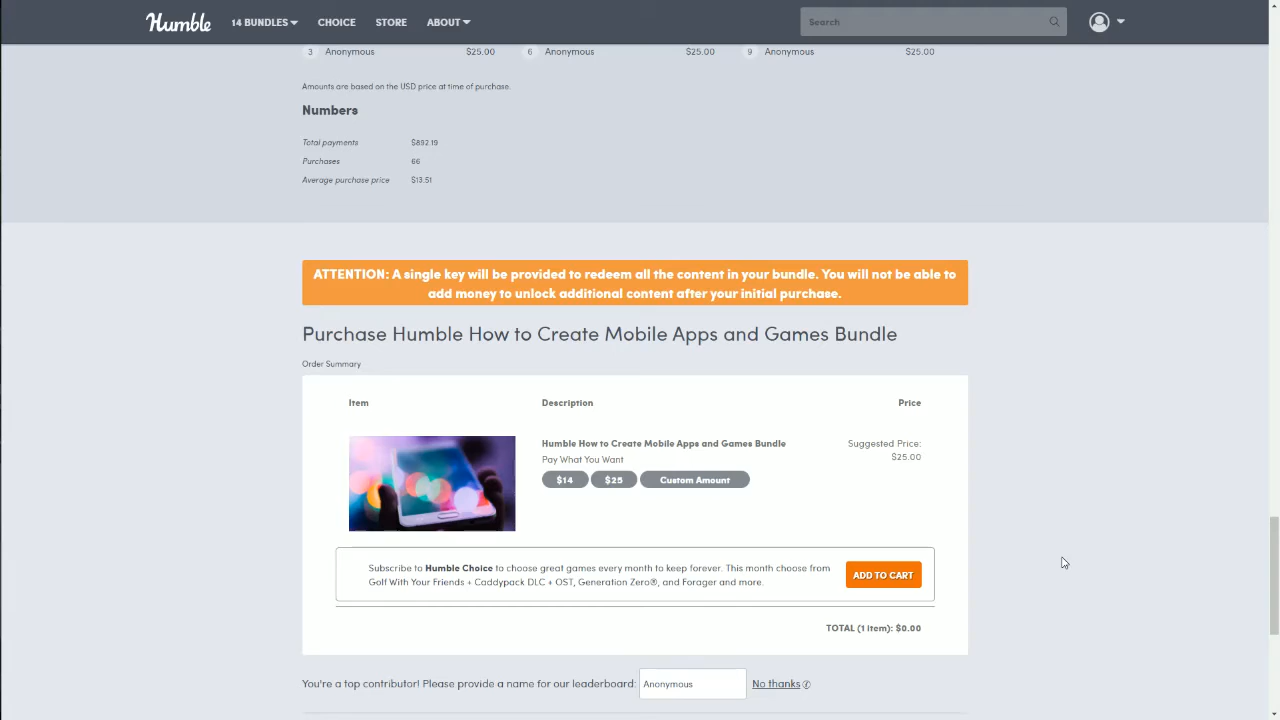 Humble 14 BUNDLES CHOICE STORE ABOUT Search
3 Anonymous $25.00 6 Anonymous $25.00 9 Anonymous $25.00
Amounts are based on the USD price at time of purchase.
Numbers
Total payments $892.19
Purchases 66
Average purchase price $13.51
ATTENTION: A single key will be provided to redeem all the content in your bundle. You will not be able to
add money to unlock additional content after your initial purchase.
Purchase Humble How to Create Mobile Apps and Games Bundle
Order Summary
Item Description Price
Humble How to Create Mobile Apps and Games Bundle Suggested Price:
Pay What You Want $25.00
$14 $25 Custom Amount
Subscribe to Humble Choice to choose great games every month to keep forever. This month choose from
Golf With Your Friends + Caddypack DLC + OST, Generation Zero®, and Forager and more.
ADD TO CART
TOTAL (1 item): $0.00
You're a top contributor! Please provide a name for our leaderboard: Anonymous No thanks